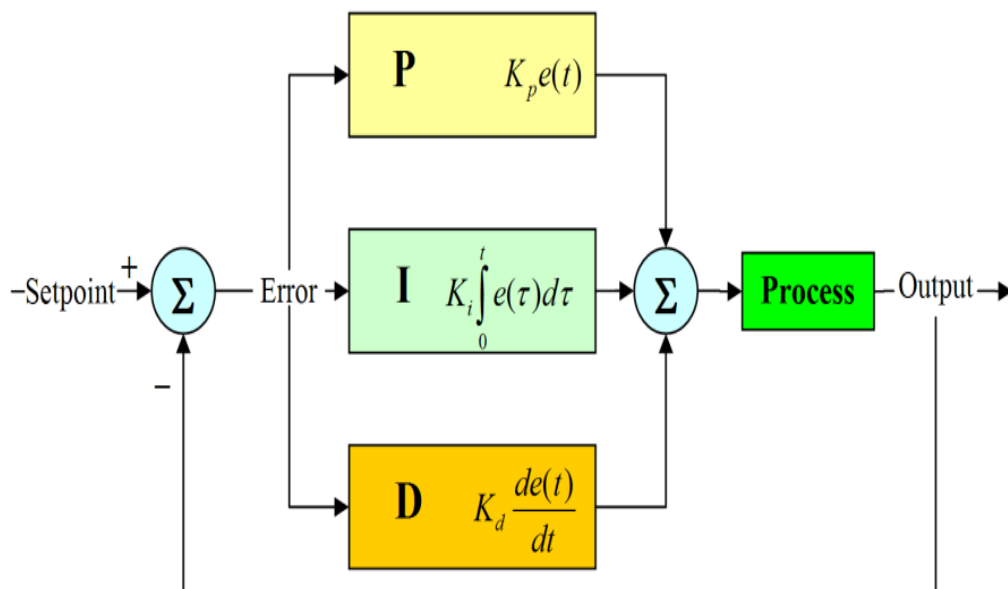 P K_p e(t)
Setpoint + Σ Error I K_i ∫_0^t e(τ)dτ Σ Process Output
−
D K_d de(t)/dt